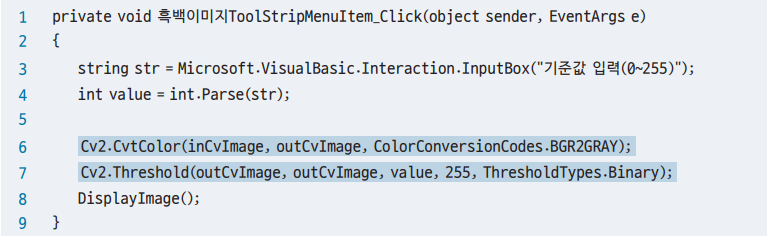 1 private void 흑백이미지ToolStripMenuItem_Click(object sender, EventArgs e)
2 {
3 string str = Microsoft.VisualBasic.Interaction.InputBox("기준값 입력(0~255)");
4 int value = int.Parse(str);
5
6 Cv2.CvtColor(inCvImage, outCvImage, ColorConversionCodes.BGR2GRAY);
7 Cv2.Threshold(outCvImage, outCvImage, value, 255, ThresholdTypes.Binary);
8 DisplayImage();
9 }